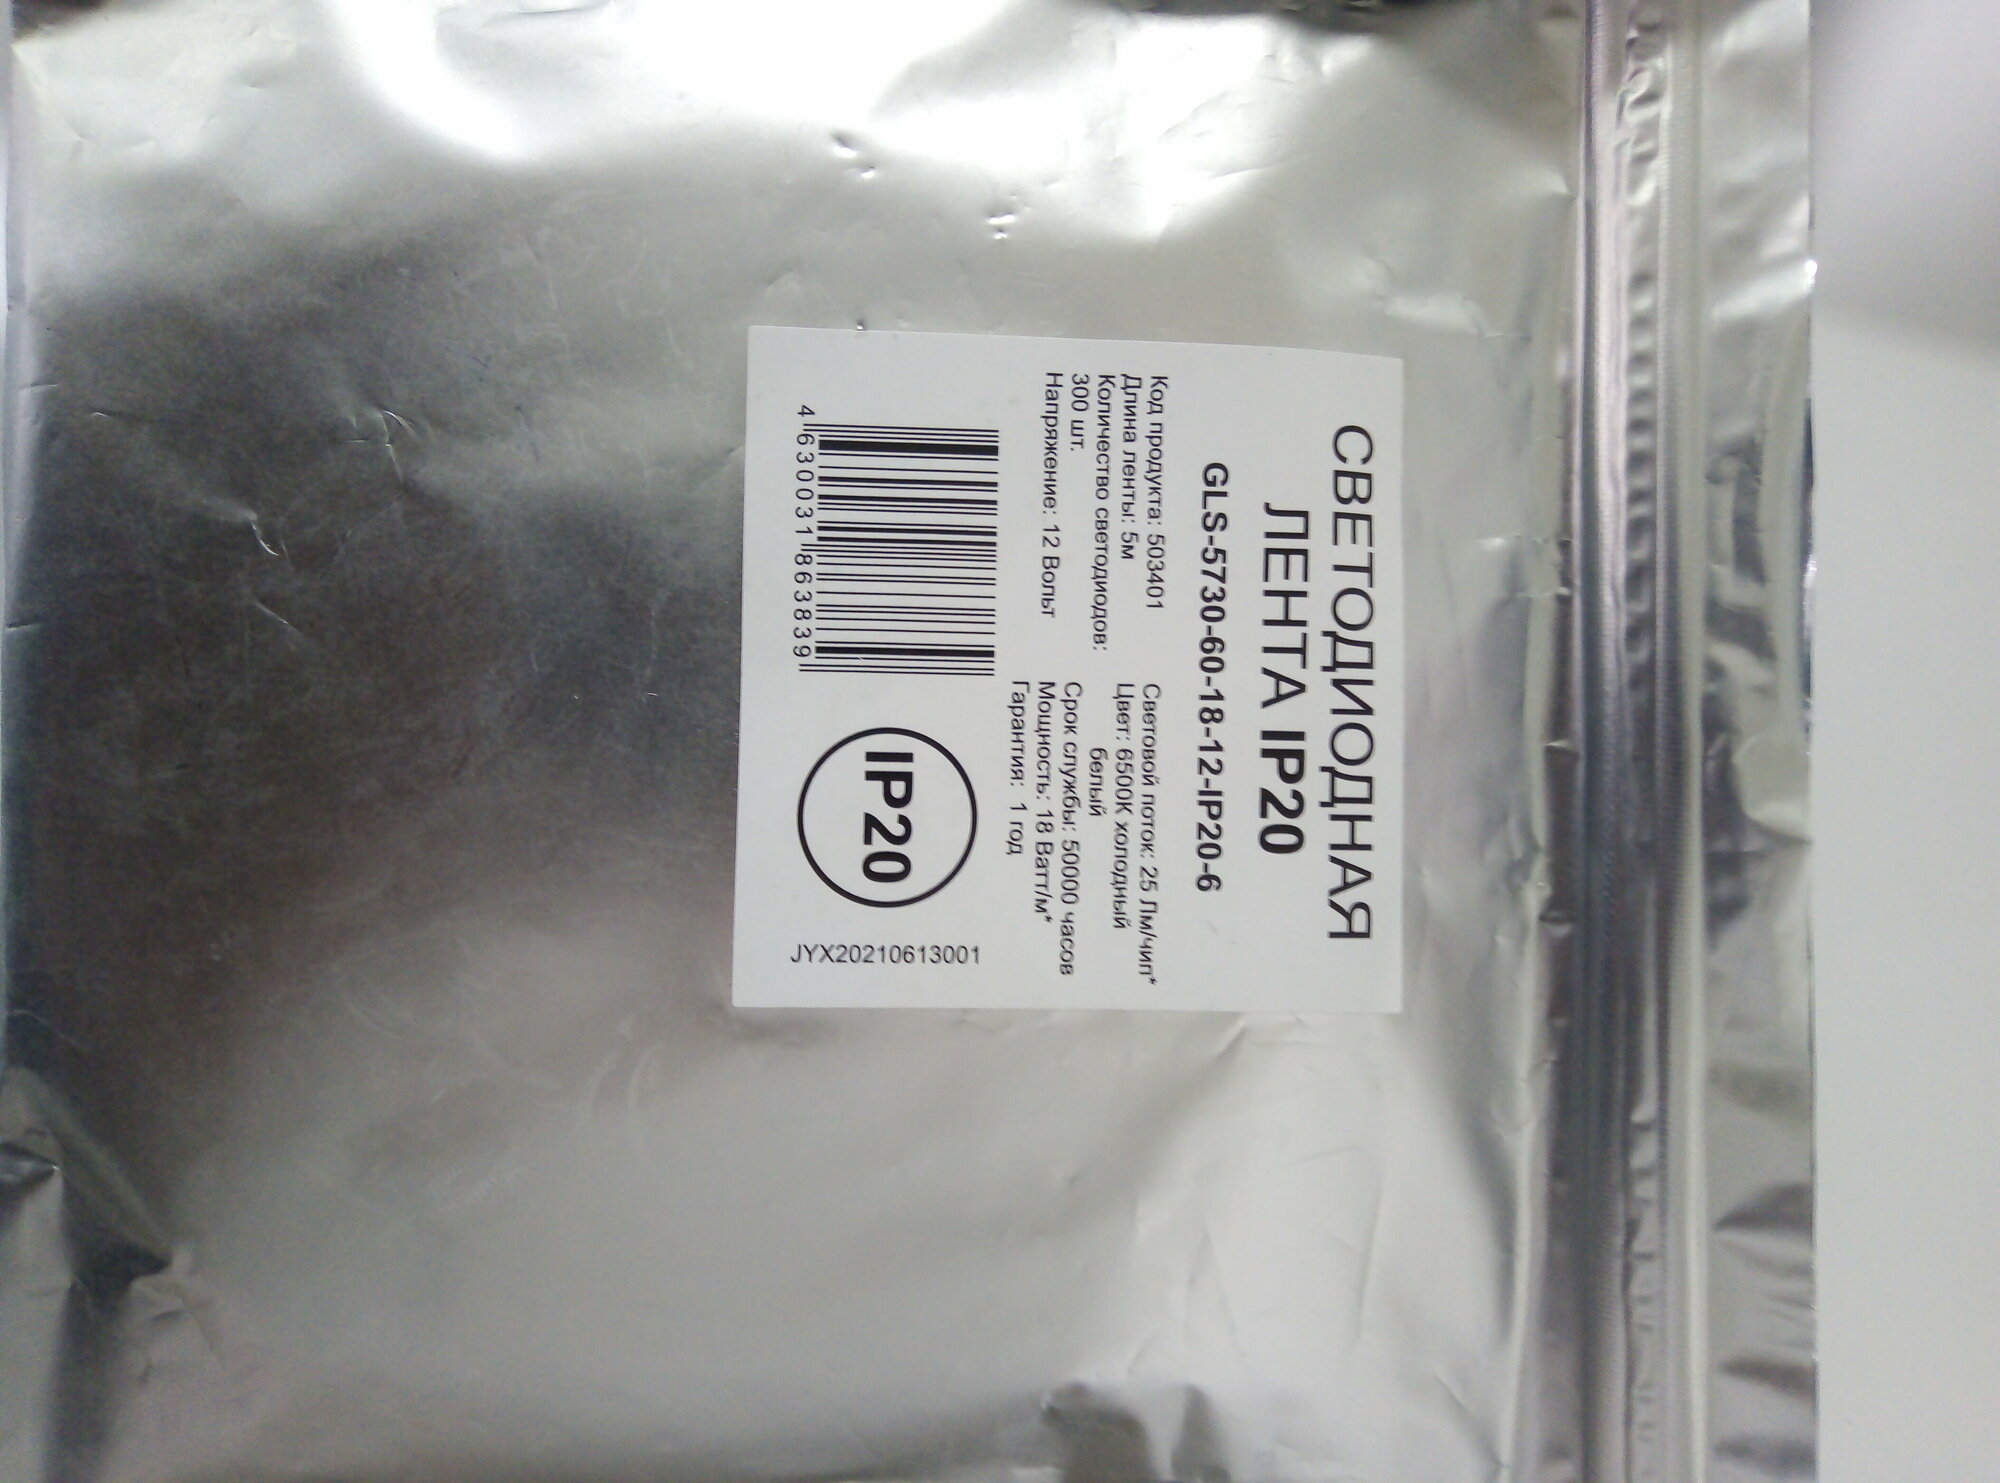 СВЕТОДИОДНАЯ
ЛЕНТА IP20
GLS-5730-60-18-12-IP20-6
Код продукта: 503401
Длина ленты: 5м
Количество светодиодов:
300 шт.
Напряжение: 12 Вольт
Световой поток: 25 Лм/чип*
Цвет: 6500К холодный
белый
Срок службы: 50000 часов
Мощность: 18 Ватт/м*
Гарантия: 1 год
4 630031 863839
IP20
JYX20210613001